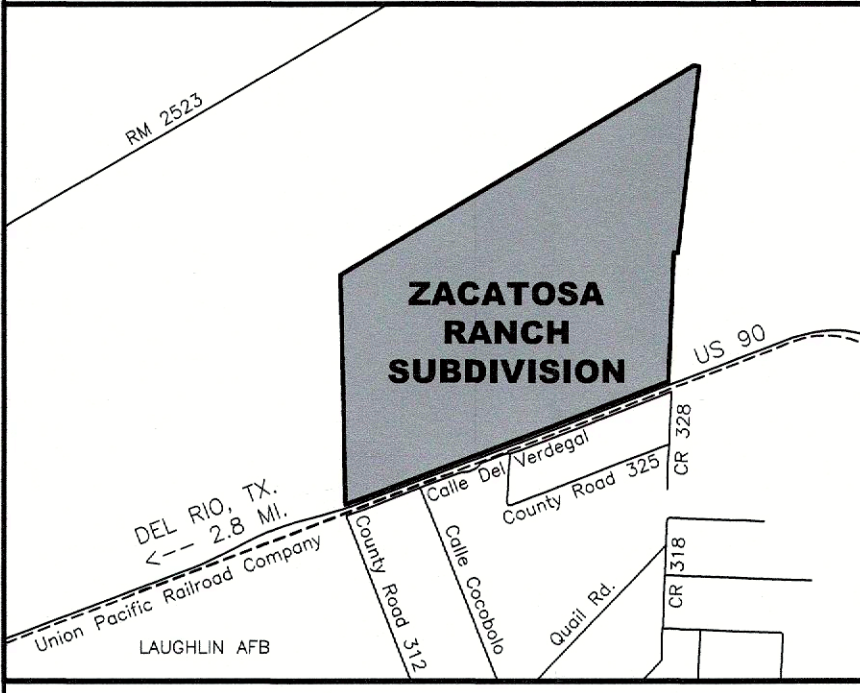 RM 2523
ZACATOSA
RANCH
SUBDIVISION
US 90
CR 328
Calle Del Verdegal
County Road 325
DEL RIO, TX.
<-- 2.8 MI.
Union Pacific Railroad Company
County Road 312
Calle Cocobolo
Quail Rd.
CR 318
LAUGHLIN AFB